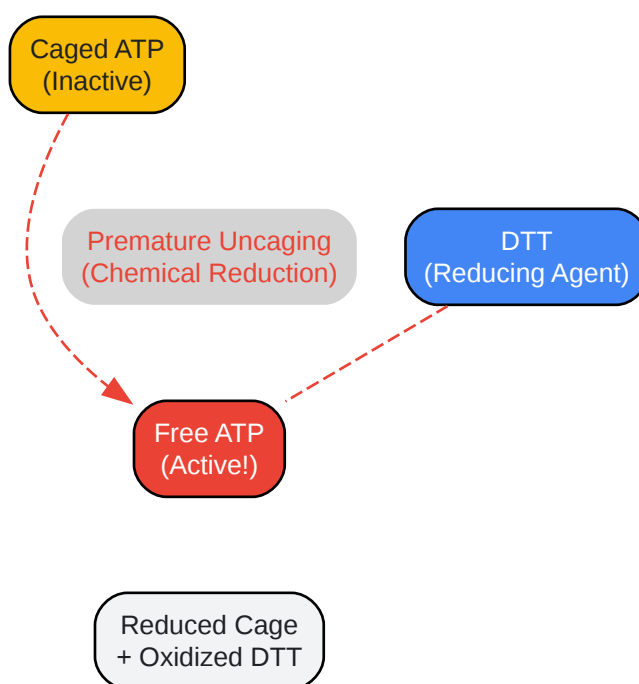 Caged ATP
(Inactive)
Premature Uncaging
(Chemical Reduction)
DTT
(Reducing Agent)
Free ATP
(Active!)
Reduced Cage
+ Oxidized DTT